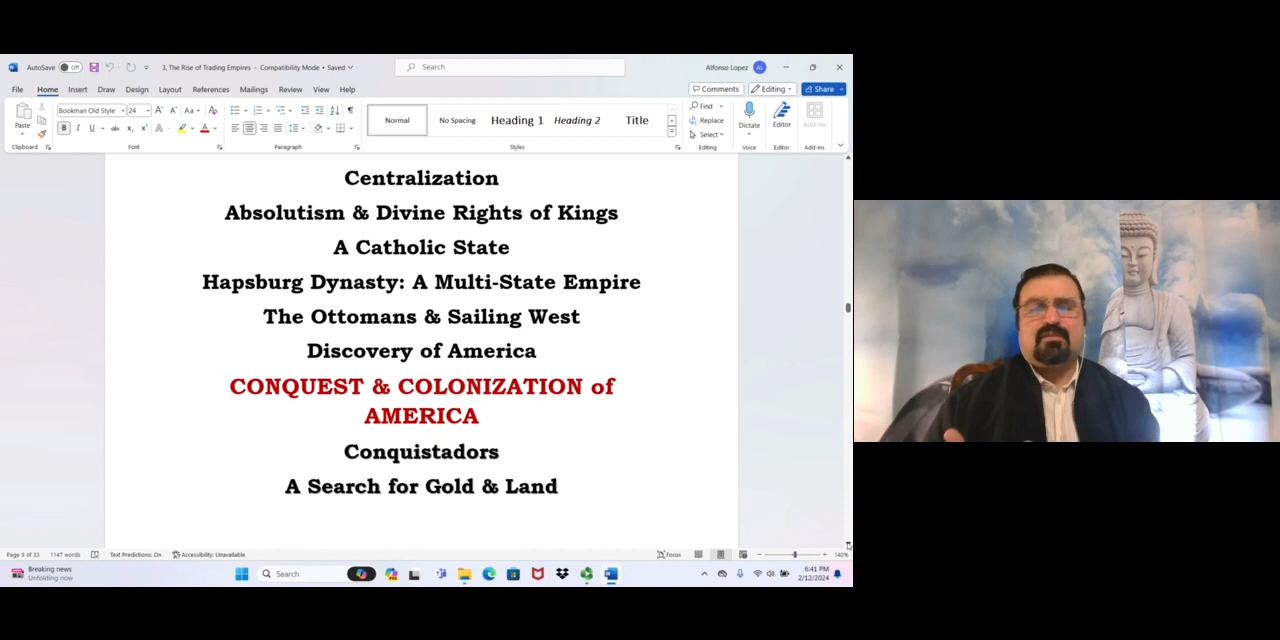 AutoSave Off 3, The Rise of Trading Empires - Compatibility Mode • Saved Search Alfonso Lopez AL
File Home Insert Draw Design Layout References Mailings Review View Help Comments Editing Share
Paste Bookman Old Style 24 Aa Normal No Spacing Heading 1 Heading 2 Title Find Replace Select Dictate Editor Add-ins
Clipboard Font Paragraph Styles Editing Voice Editor Add-ins
Centralization
Absolutism & Divine Rights of Kings
A Catholic State
Hapsburg Dynasty: A Multi-State Empire
The Ottomans & Sailing West
Discovery of America
CONQUEST & COLONIZATION of
AMERICA
Conquistadors
A Search for Gold & Land
Page 9 of 33 1147 words Text Predictions: On Accessibility: Unavailable Focus 140%
Breaking news
Unfolding now
Search
6:41 PM
2/12/2024